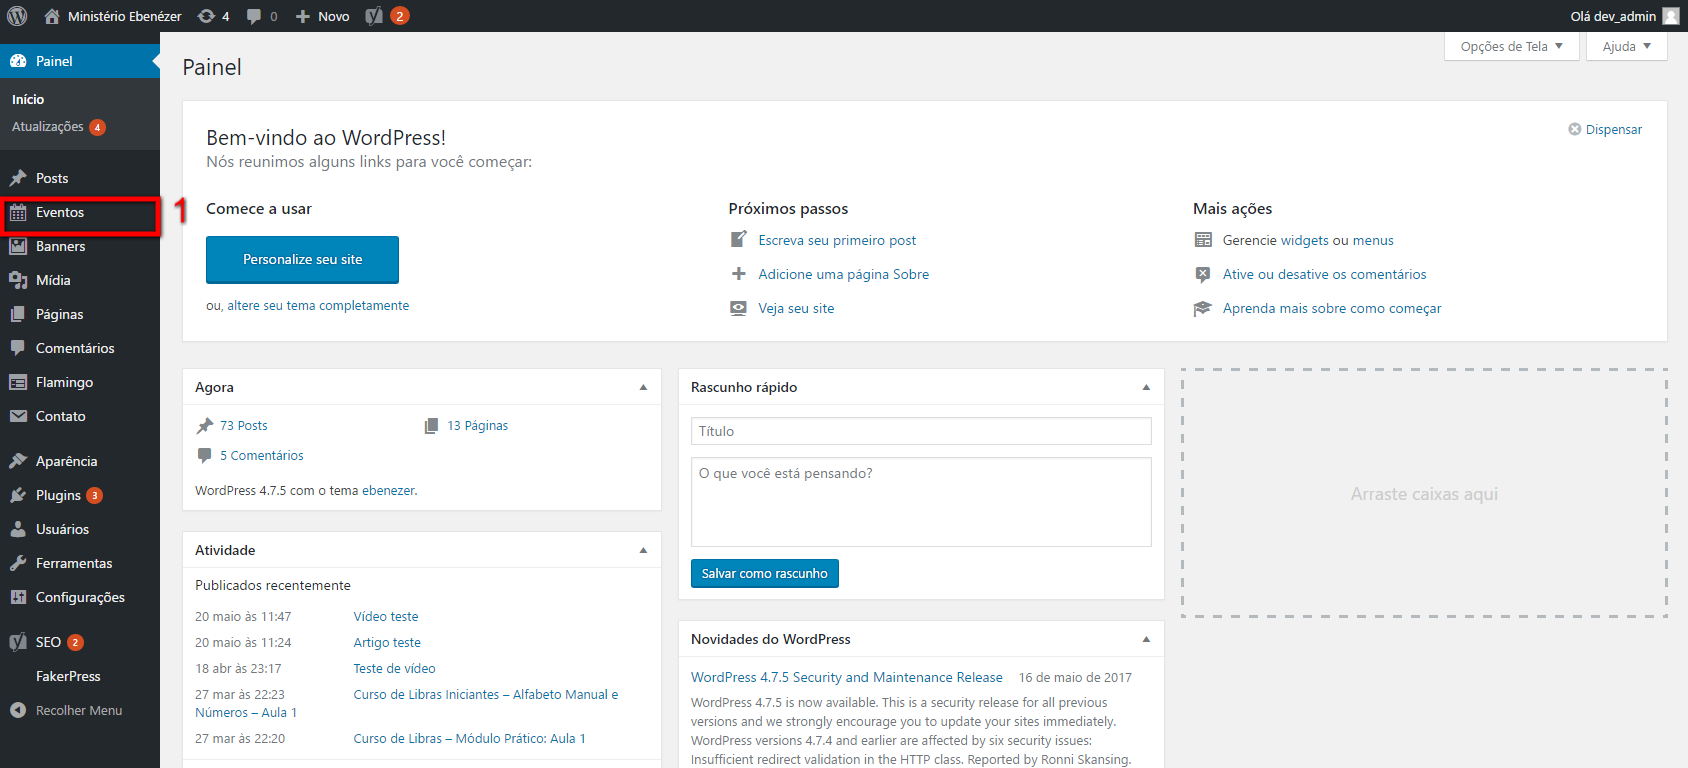 Ministério Ebenézer 4 0 Novo 2 Olá dev_admin
Painel
Início
Atualizações 4
Posts
Eventos
1
Banners
Mídia
Páginas
Comentários
Flamingo
Contato
Aparência
Plugins 3
Usuários
Ferramentas
Configurações
SEO 2
FakerPress
Recolher Menu
Opções de Tela
Ajuda
Painel
Bem-vindo ao WordPress!
Dispensar
Nós reunimos alguns links para você começar:
Comece a usar
Personalize seu site
ou, altere seu tema completamente
Próximos passos
Escreva seu primeiro post
Adicione uma página Sobre
Veja seu site
Mais ações
Gerencie widgets ou menus
Ative ou desative os comentários
Aprenda mais sobre como começar
Agora
73 Posts
13 Páginas
5 Comentários
WordPress 4.7.5 com o tema ebenezer.
Atividade
Publicados recentemente
20 maio às 11:47 Vídeo teste
20 maio às 11:24 Artigo teste
18 abr às 23:17 Teste de vídeo
27 mar às 22:23 Curso de Libras Iniciantes – Alfabeto Manual e
Números – Aula 1
27 mar às 22:20 Curso de Libras – Módulo Prático: Aula 1
Rascunho rápido
Título
O que você está pensando?
Salvar como rascunho
Novidades do WordPress
WordPress 4.7.5 Security and Maintenance Release 16 de maio de 2017
WordPress 4.7.5 is now available. This is a security release for all previous
versions and we strongly encourage you to update your sites immediately.
WordPress versions 4.7.4 and earlier are affected by six security issues:
Insufficient redirect validation in the HTTP class. Reported by Ronni Skansing.
Arraste caixas aqui